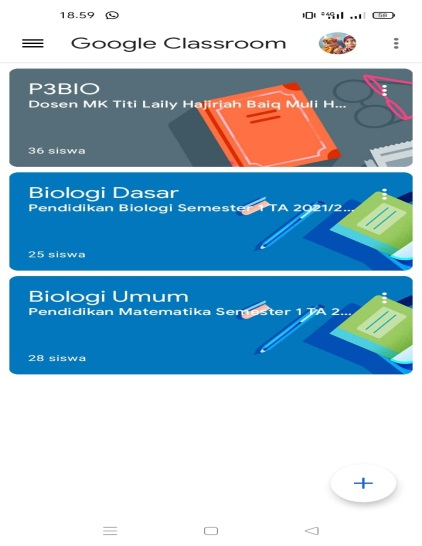 18.59
58
Google Classroom
P3BIO
Dosen MK Titi Laily Hajiriah Baiq Muli H...
36 siswa
Biologi Dasar
Pendidikan Biologi Semester 1 TA 2021/2...
25 siswa
Biologi Umum
Pendidikan Matematika Semester 1 TA 2...
28 siswa